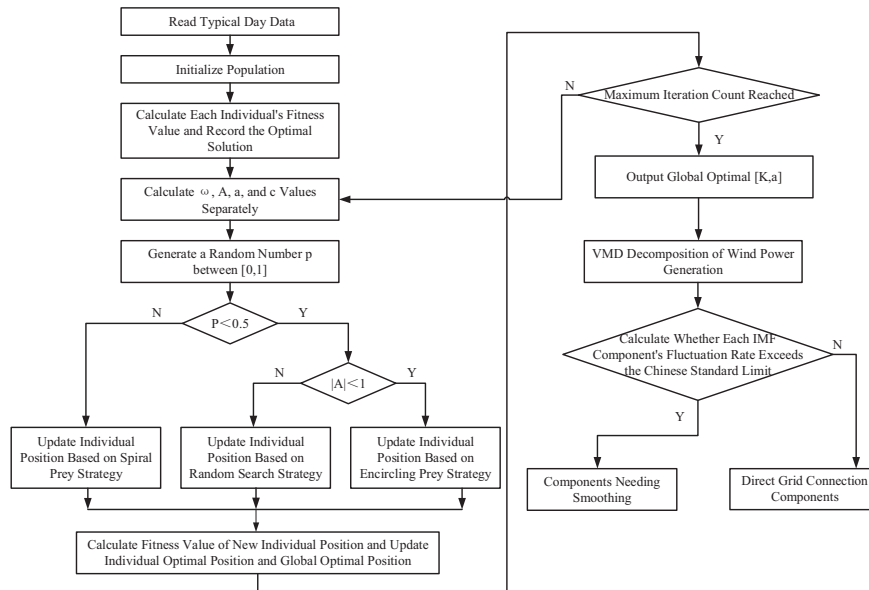 Read Typical Day Data
Initialize Population
Calculate Each Individual's Fitness
Value and Record the Optimal
Solution
Calculate ω, A, a, and c Values
Separately
Generate a Random Number p
between [0,1]
N
P<0.5
Y
N
|A|<1
Y
Update Individual
Position Based on Spiral
Prey Strategy
Update Individual
Position Based on
Random Search Strategy
Update Individual
Position Based on
Encircling Prey Strategy
Calculate Fitness Value of New Individual Position and Update
Individual Optimal Position and Global Optimal Position
N
Maximum Iteration Count Reached
Y
Output Global Optimal [K,a]
VMD Decomposition of Wind Power
Generation
Calculate Whether Each IMF
Component's Fluctuation Rate Exceeds
the Chinese Standard Limit
N
Y
Components Needing
Smoothing
Direct Grid Connection
Components